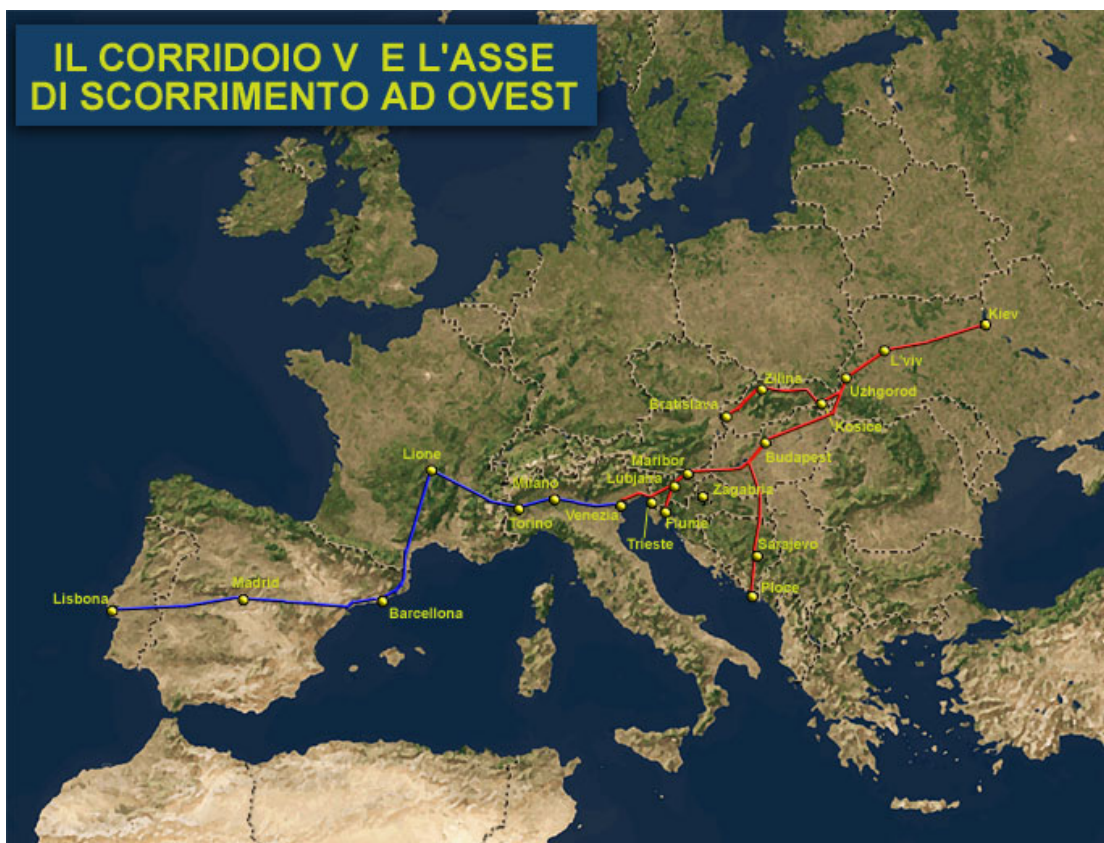 IL CORRIDOIO V E L'ASSE
DI SCORRIMENTO AD OVEST
Kiev
L'viv
Zilina
Uzhgorod
Bratislava
Kosice
Budapest
Maribor
Lione
Lubjaba
Milano
Zagabria
Venezia
Torino
Fiume
Trieste
Sarajevo
Madrid
Ploce
Lisbona
Barcellona